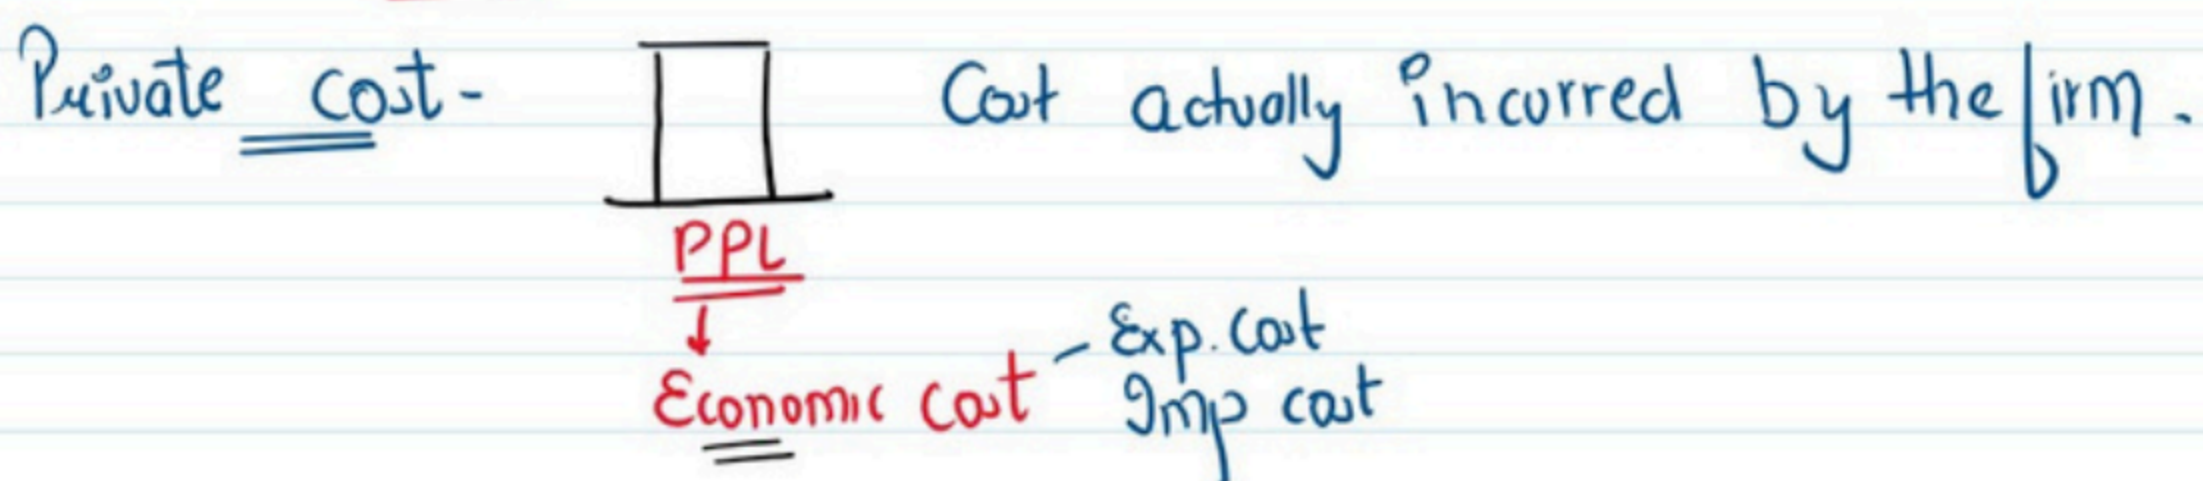 Private cost- Cost actually incurred by the firm.
PPL
Exp. Cost
Economic cost
Imp cost